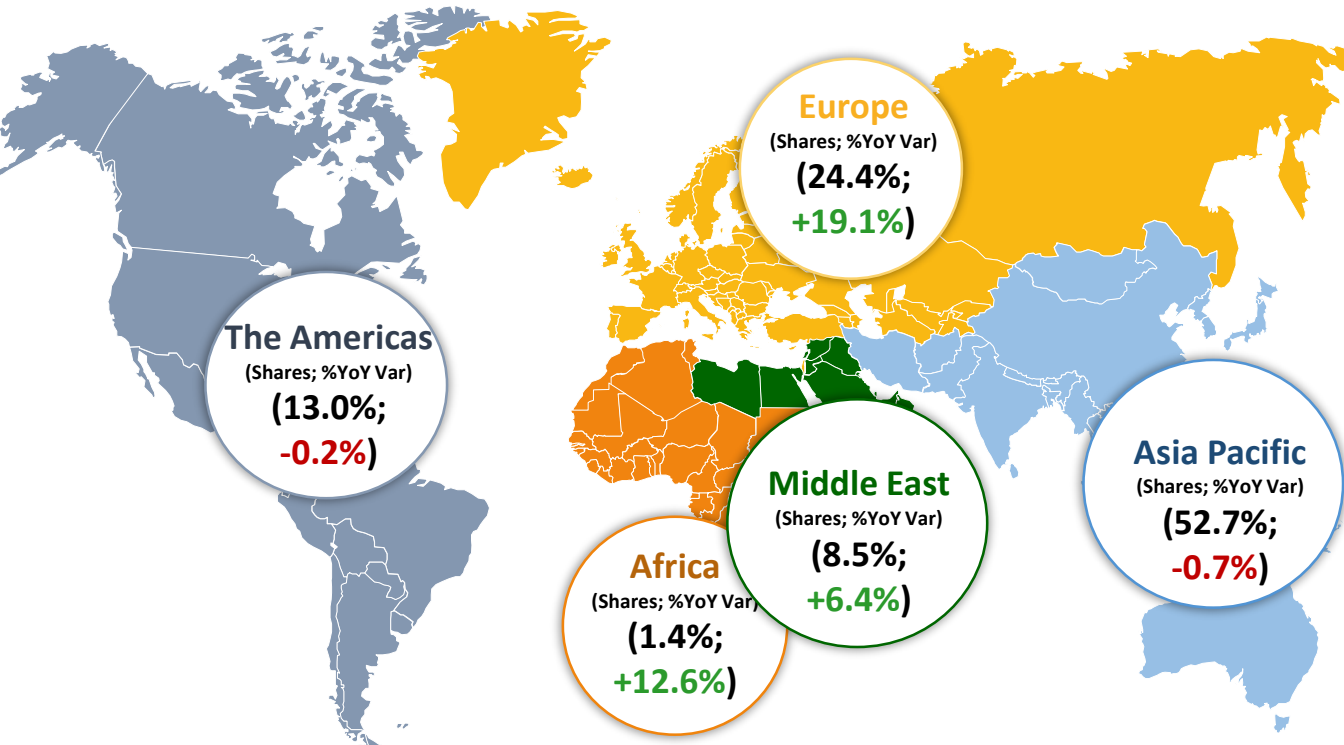 Europe
(Shares; %YoY Var)
(24.4%;
+19.1%)
The Americas
(Shares; %YoY Var)
(13.0%;
-0.2%)
Asia Pacific
(Shares; %YoY Var)
(52.7%;
-0.7%)
Middle East
(Shares; %YoY Var)
(8.5%;
+6.4%)
Africa
(Shares; %YoY Var)
(1.4%;
+12.6%)